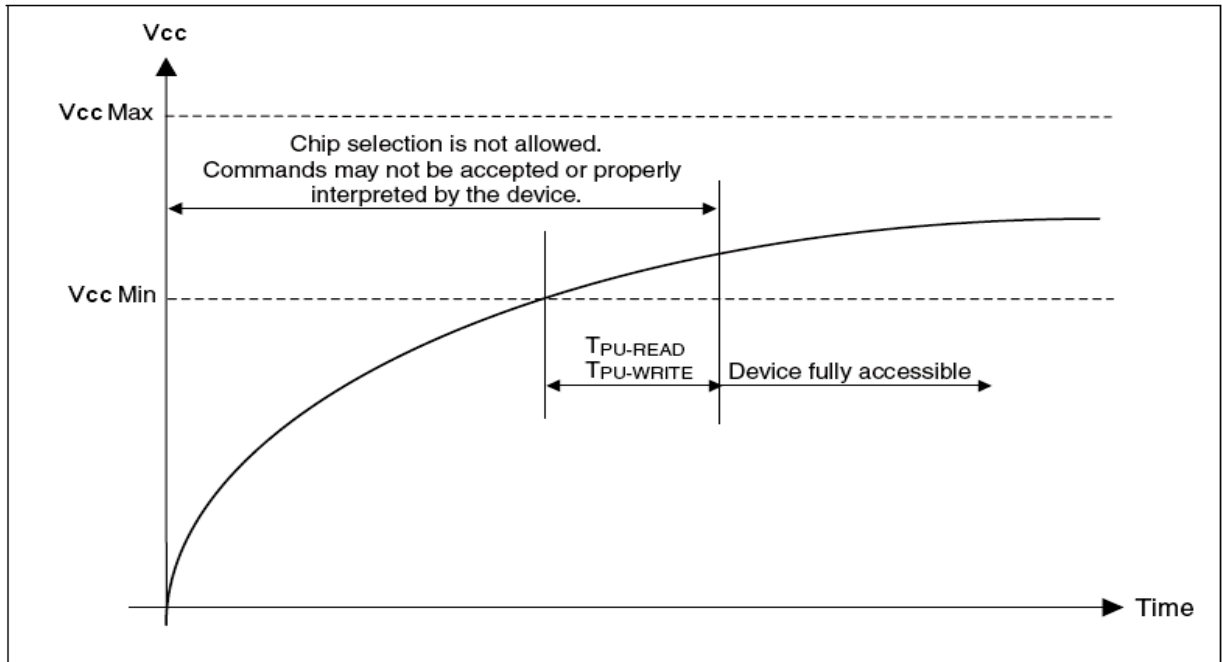 Vcc
Vcc Max
Chip selection is not allowed.
Commands may not be accepted or properly
interpreted by the device.
Vcc Min
TPU-READ
TPU-WRITE
Device fully accessible
Time